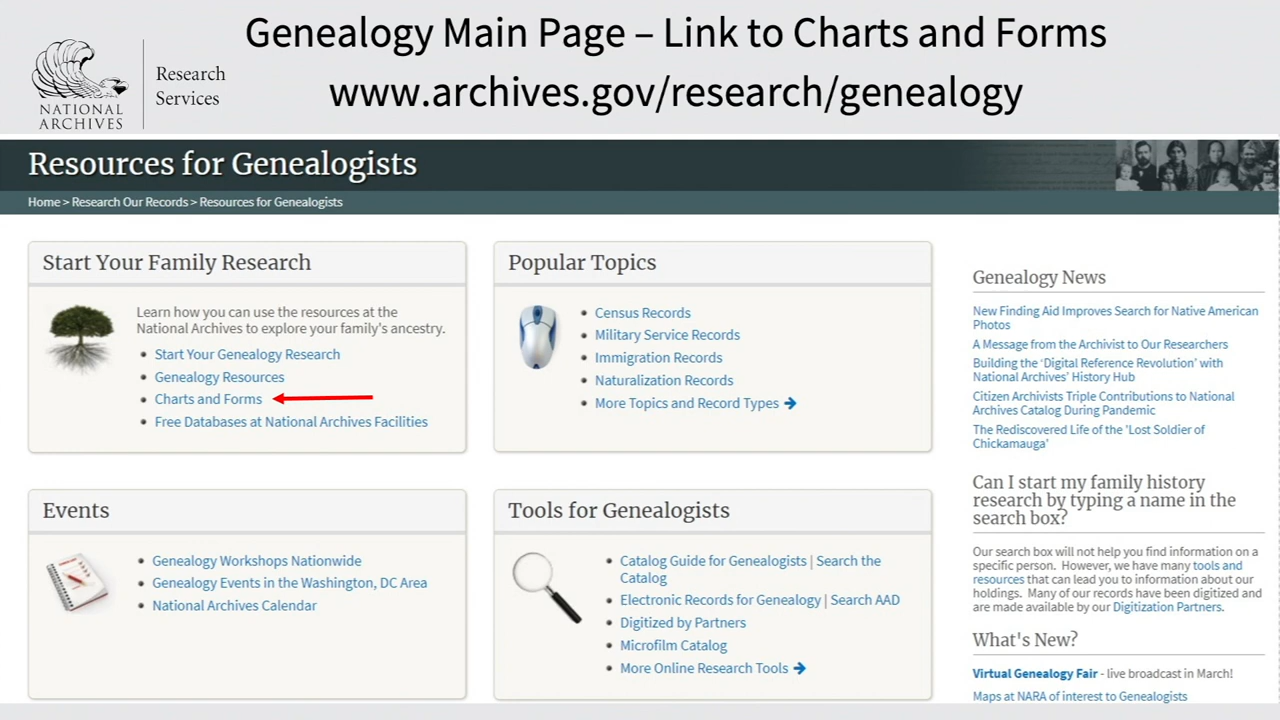 Genealogy Main Page – Link to Charts and Forms
www.archives.gov/research/genealogy
NATIONAL
ARCHIVES
Research
Services
Resources for Genealogists
Home > Research Our Records > Resources for Genealogists
Start Your Family Research
Learn how you can use the resources at the
National Archives to explore your family's ancestry.
Start Your Genealogy Research
Genealogy Resources
Charts and Forms
Free Databases at National Archives Facilities
Popular Topics
Census Records
Military Service Records
Immigration Records
Naturalization Records
More Topics and Record Types
Events
Genealogy Workshops Nationwide
Genealogy Events in the Washington, DC Area
National Archives Calendar
Tools for Genealogists
Catalog Guide for Genealogists | Search the
Catalog
Electronic Records for Genealogy | Search AAD
Digitized by Partners
Microfilm Catalog
More Online Research Tools
Genealogy News
New Finding Aid Improves Search for Native American
Photos
A Message from the Archivist to Our Researchers
Building the ‘Digital Reference Revolution’ with
National Archives’ History Hub
Citizen Archivists Triple Contributions to National
Archives Catalog During Pandemic
The Rediscovered Life of the 'Lost Soldier of
Chickamauga'
Can I start my family history
research by typing a name in the
search box?
Our search box will not help you find information on a
specific person. However, we have many tools and
resources that can lead you to information about our
holdings. Many of our records have been digitized and
are made available by our Digitization Partners.
What's New?
Virtual Genealogy Fair - live broadcast in March!
Maps at NARA of interest to Genealogists